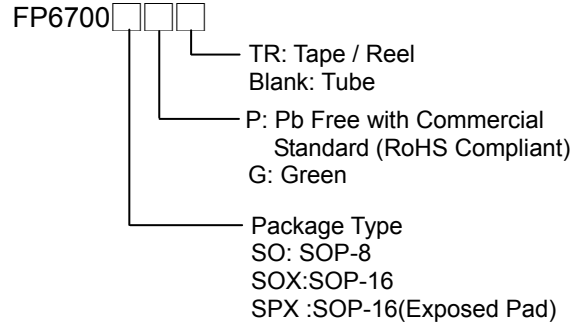 FP6700
TR: Tape / Reel
Blank: Tube
P: Pb Free with Commercial
Standard (RoHS Compliant)
G: Green
Package Type
SO: SOP-8
SOX:SOP-16
SPX :SOP-16(Exposed Pad)